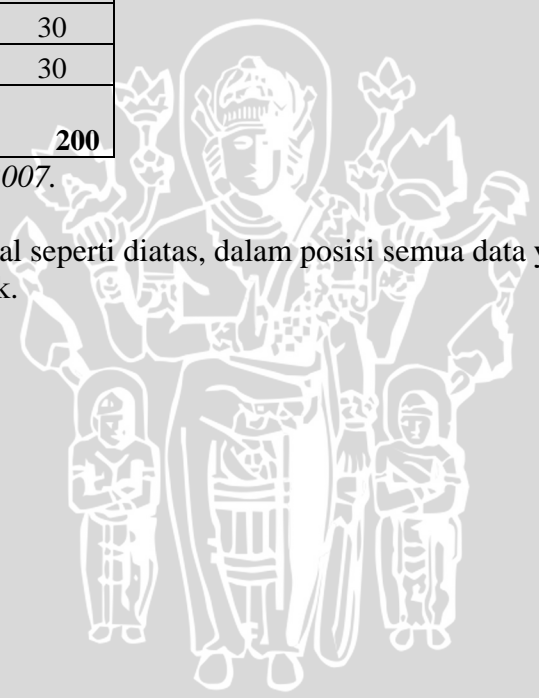 30
30
200
007.
al seperti diatas, dalam posisi semua data y
k.